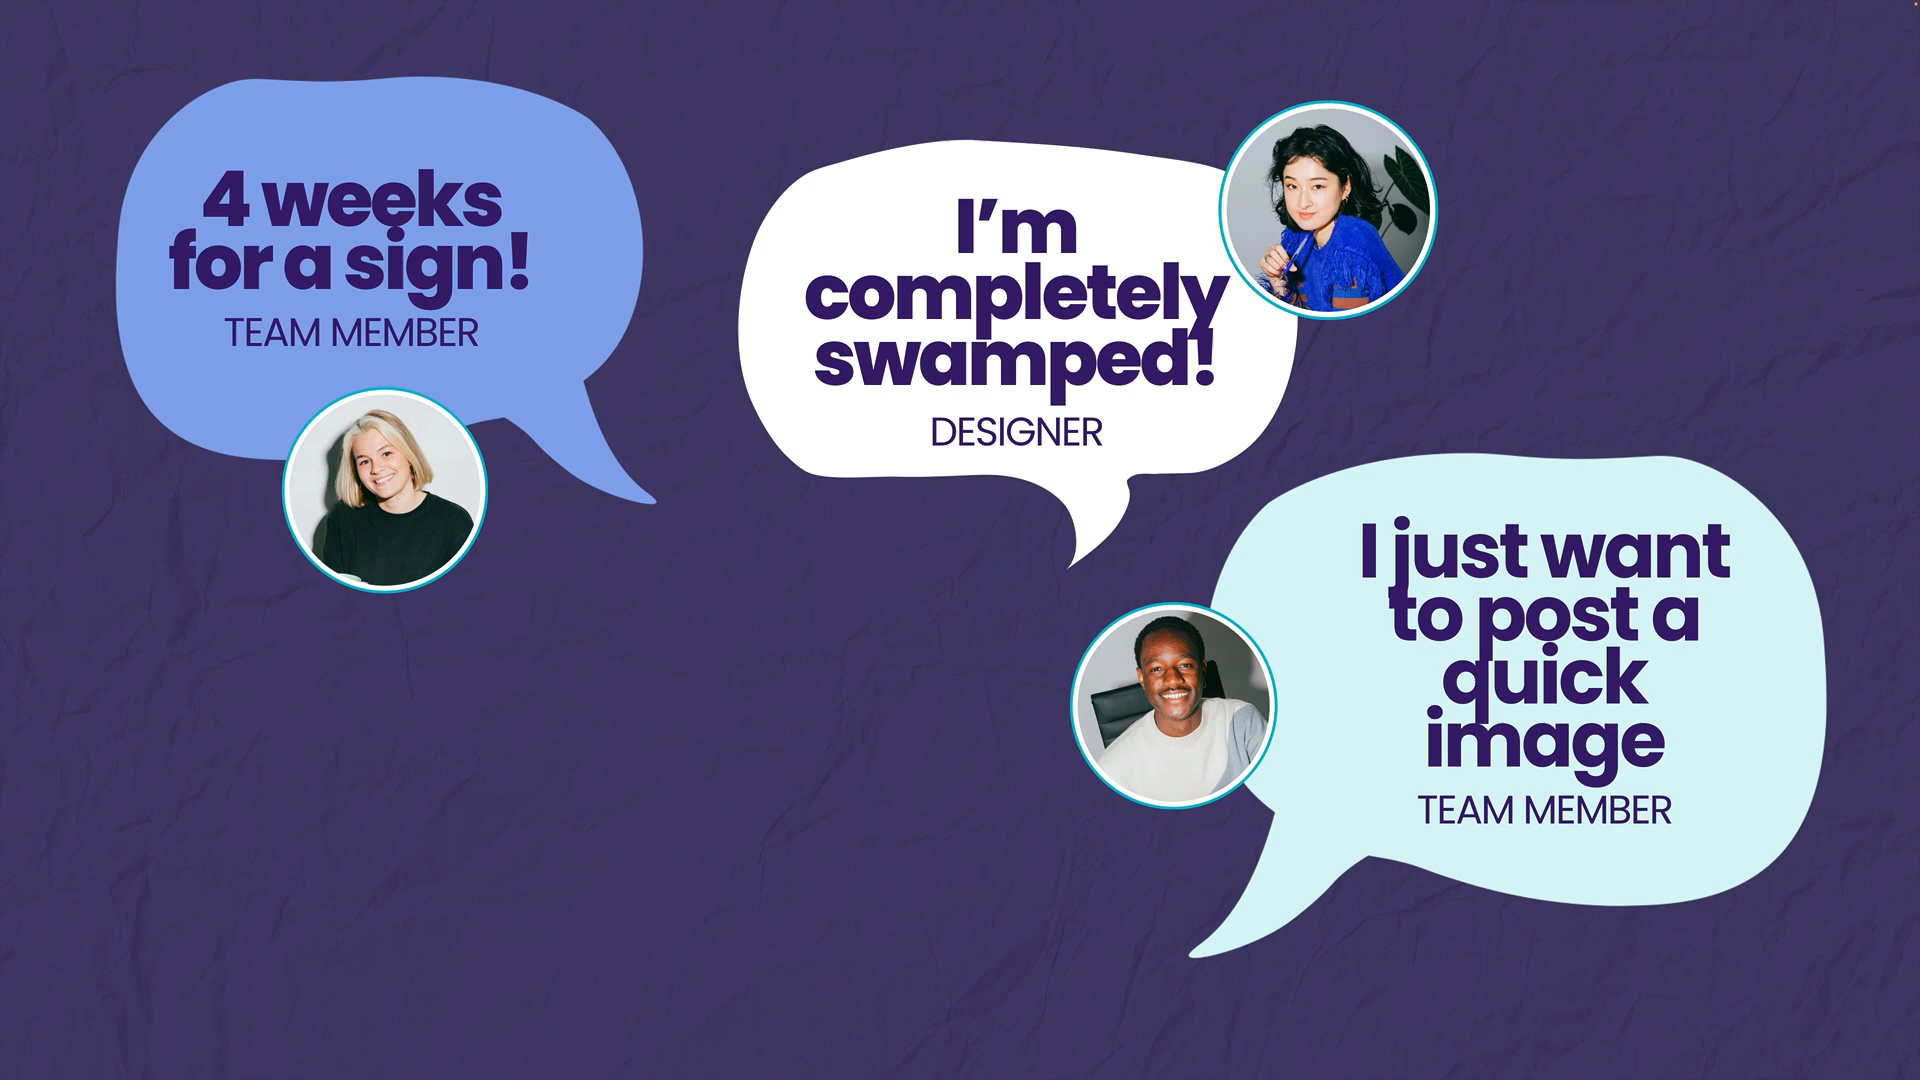 4 weeks
for a sign!
TEAM MEMBER
I’m
completely
swamped!
DESIGNER
I just want
to post a
quick
image
TEAM MEMBER